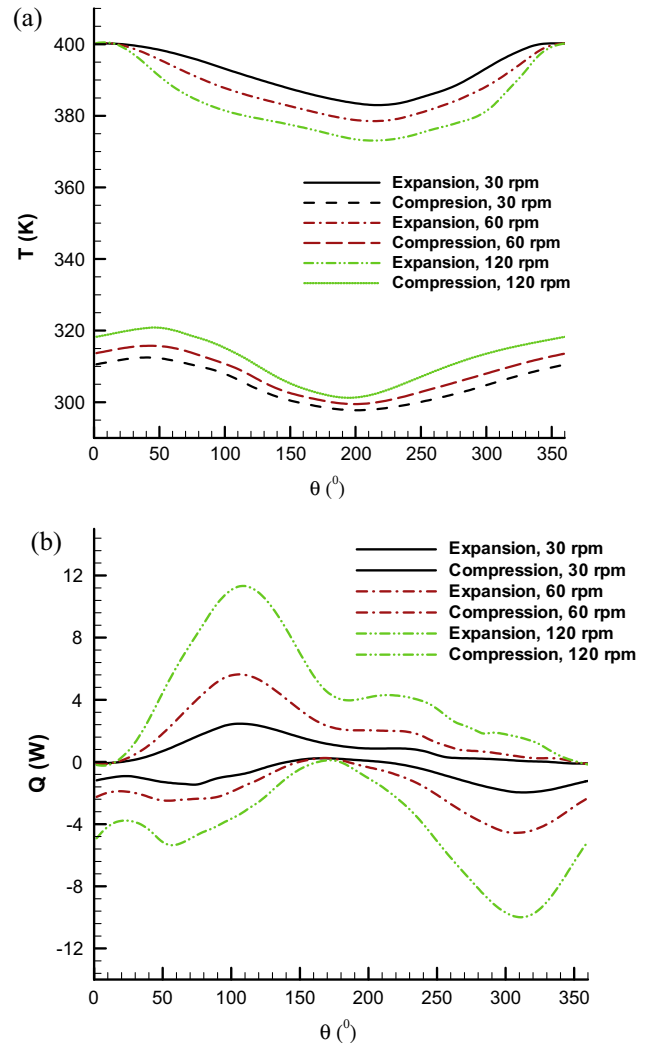 (a)
400
380
360
340
320
300
T (K)
Expansion, 30 rpm
Compresion, 30 rpm
Expansion, 60 rpm
Compression, 60 rpm
Expansion, 120 rpm
Compression, 120 rpm
0 50 100 150 200 250 300 350
θ (⁰)
(b)
12
8
4
0
-4
-8
-12
Q (W)
Expansion, 30 rpm
Compression, 30 rpm
Expansion, 60 rpm
Compression, 60 rpm
Expansion, 120 rpm
Compression, 120 rpm
0 50 100 150 200 250 300 350
θ (⁰)